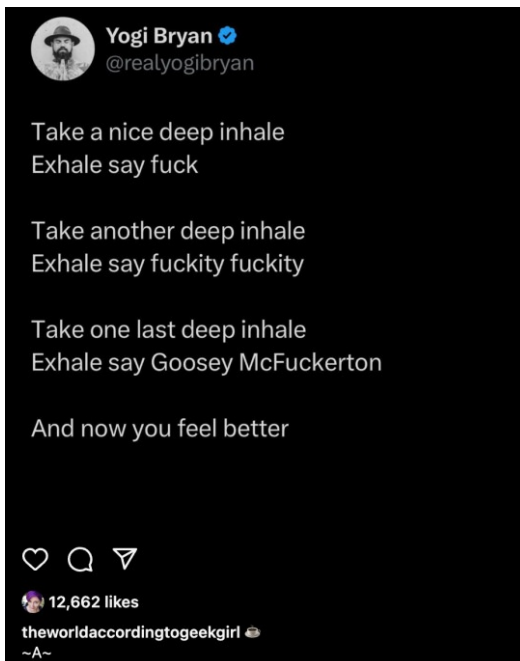 Yogi Bryan
@realyogibryan
Take a nice deep inhale
Exhale say fuck
Take another deep inhale
Exhale say fuckity fuckity
Take one last deep inhale
Exhale say Goosey McFuckerton
And now you feel better
12,662 likes
theworldaccordingtogeekgirl ☕
~A~